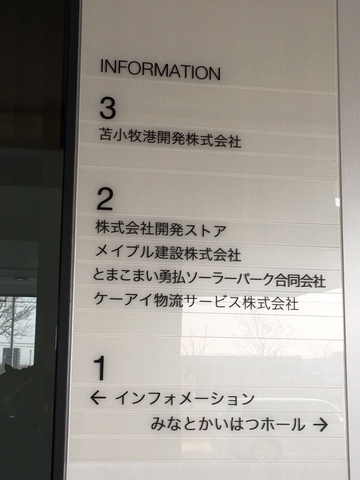 INFORMATION
3
苫小牧港開発株式会社
2
株式会社開発ストア
メイプル建設株式会社
とまこまい勇払ソーラーパーク合同会社
ケーアイ物流サービス株式会社
1
← インフォメーション
みなとかいはつホール →